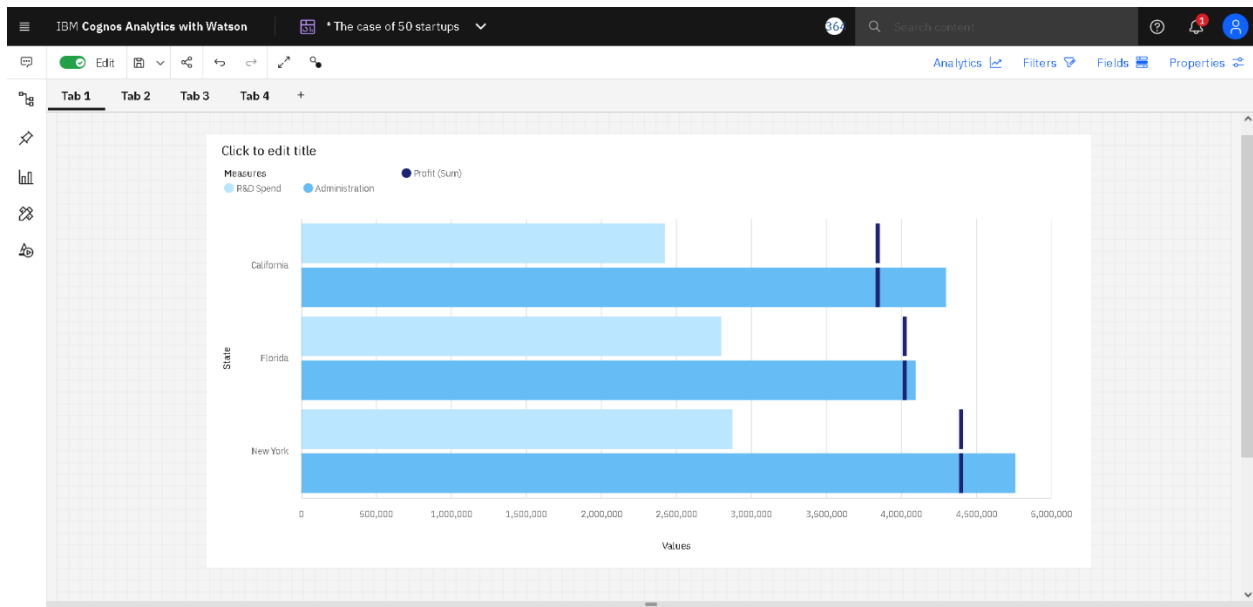 IBM Cognos Analytics with Watson
* The case of 50 startups
364
Search content
1
Edit
Analytics
Filters
Fields
Properties
Tab 1
Tab 2
Tab 3
Tab 4
+
Click to edit title
Measures
Profit (Sum)
R&D Spend
Administration
California
Florida
New York
State
0
500,000
1,000,000
1,500,000
2,000,000
2,500,000
3,000,000
3,500,000
4,000,000
4,500,000
5,000,000
Values